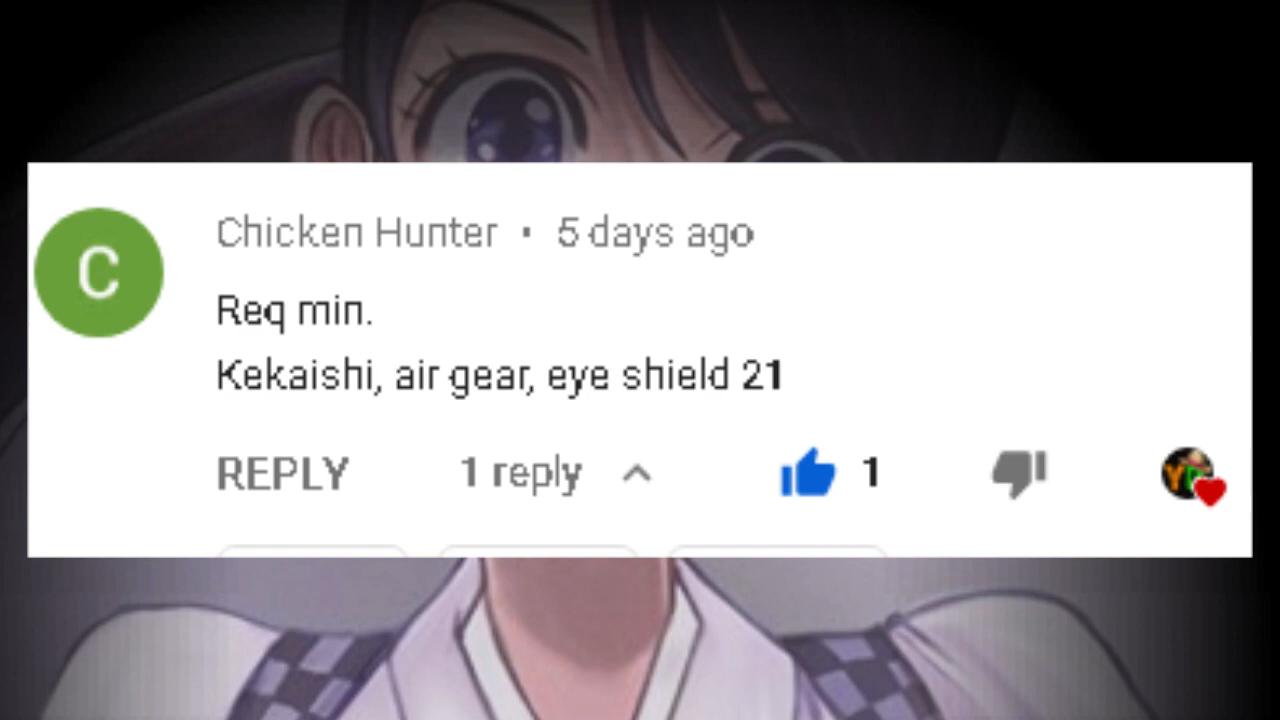 C
Chicken Hunter • 5 days ago
Req min.
Kekaishi, air gear, eye shield 21
REPLY 1 reply 1